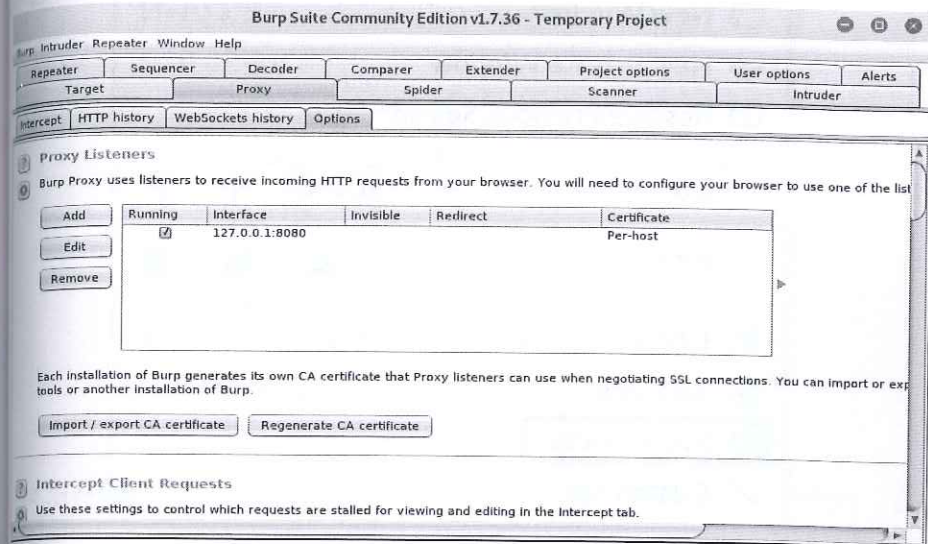 Burp Suite Community Edition v1.7.36 - Temporary Project
Burp Intruder Repeater Window Help
Repeater Sequencer Decoder Comparer Extender Project options User options Alerts
Target Proxy Spider Scanner Intruder
Intercept HTTP history WebSockets history Options
? Proxy Listeners
Burp Proxy uses listeners to receive incoming HTTP requests from your browser. You will need to configure your browser to use one of the list
Add Running Interface Invisible Redirect Certificate
127.0.0.1:8080 Per-host
Edit
Remove
Each installation of Burp generates its own CA certificate that Proxy listeners can use when negotiating SSL connections. You can import or exp
tools or another installation of Burp.
Import / export CA certificate Regenerate CA certificate
? Intercept Client Requests
Use these settings to control which requests are stalled for viewing and editing in the Intercept tab.